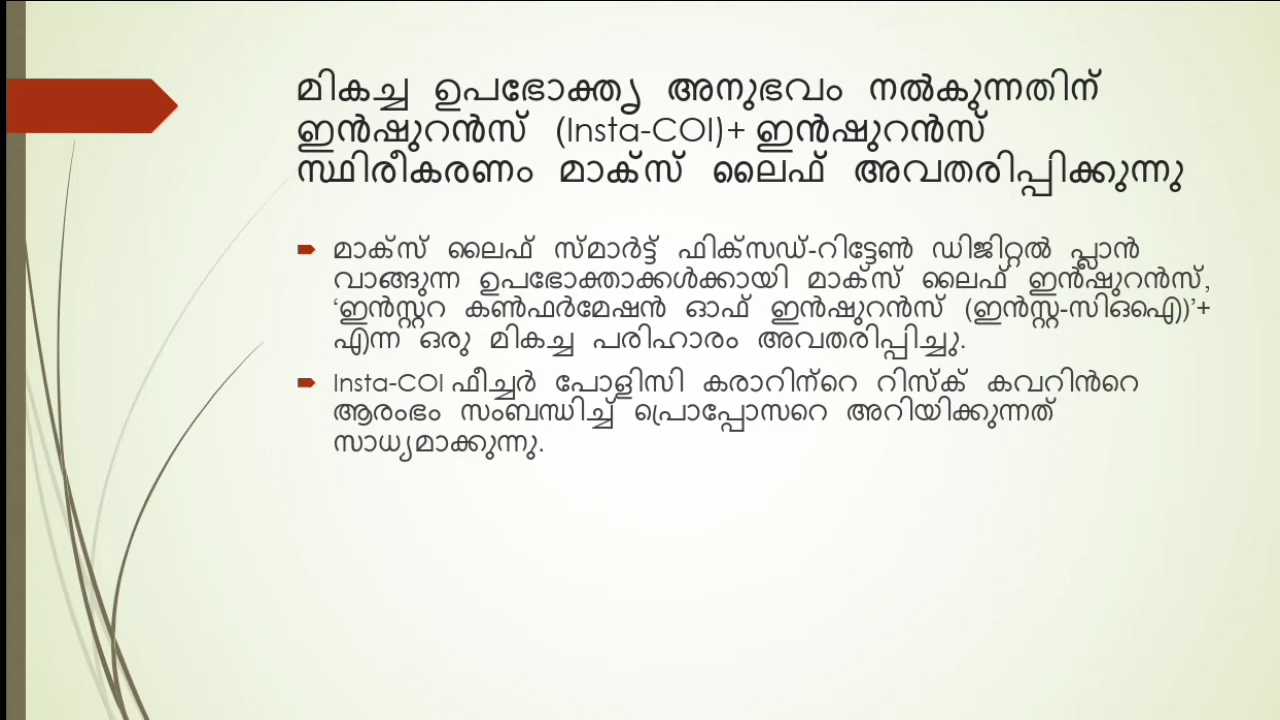 മികച്ച ഉപഭോക്തൃ അനുഭവം നൽകുന്നതിന്
ഇൻഷുറൻസ് (Insta-COI)+ ഇൻഷുറൻസ്
സ്ഥിരീകരണം മാക്സ് ലൈഫ് അവതരിപ്പിക്കുന്നു
മാക്സ് ലൈഫ് സ്മാർട്ട് ഫിക്സഡ്-റിട്ടേൺ ഡിജിറ്റൽ പ്ലാൻ
വാങ്ങുന്ന ഉപഭോക്താക്കൾക്കായി മാക്സ് ലൈഫ് ഇൻഷുറൻസ്,
‘ഇൻസ്റ്ററ കൺഫർമേഷൻ ഓഫ് ഇൻഷുറൻസ് (ഇൻസ്റ്റ-സിഒഐ))’+
എന്ന ഒരു മികച്ച പരിഹാരം അവതരിപ്പിച്ചു.
Insta-COI ഫീച്ചർ പോളിസി കരാറിന്റെ റിസ്ക് കവറിൻറെ
ആരംഭം സംബന്ധിച്ച് പ്രൊപ്പോസറെ അറിയിക്കുന്നത്
സാധ്യമാക്കുന്നു.